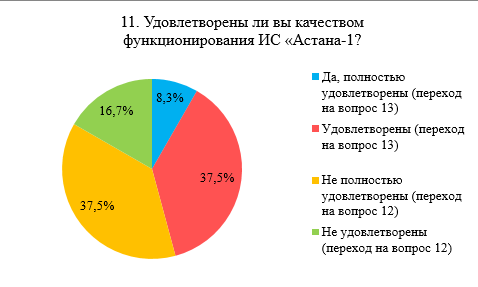 11. Удовлетворены ли вы качеством
функционирования ИС «Астана-1?
8,3%
37,5%
37,5%
16,7%
Да, полностью
удовлетворены (переход
на вопрос 13)
Удовлетворены (переход
на вопрос 13)
Не полностью
удовлетворены (переход
на вопрос 12)
Не удовлетворены
(переход на вопрос 12)